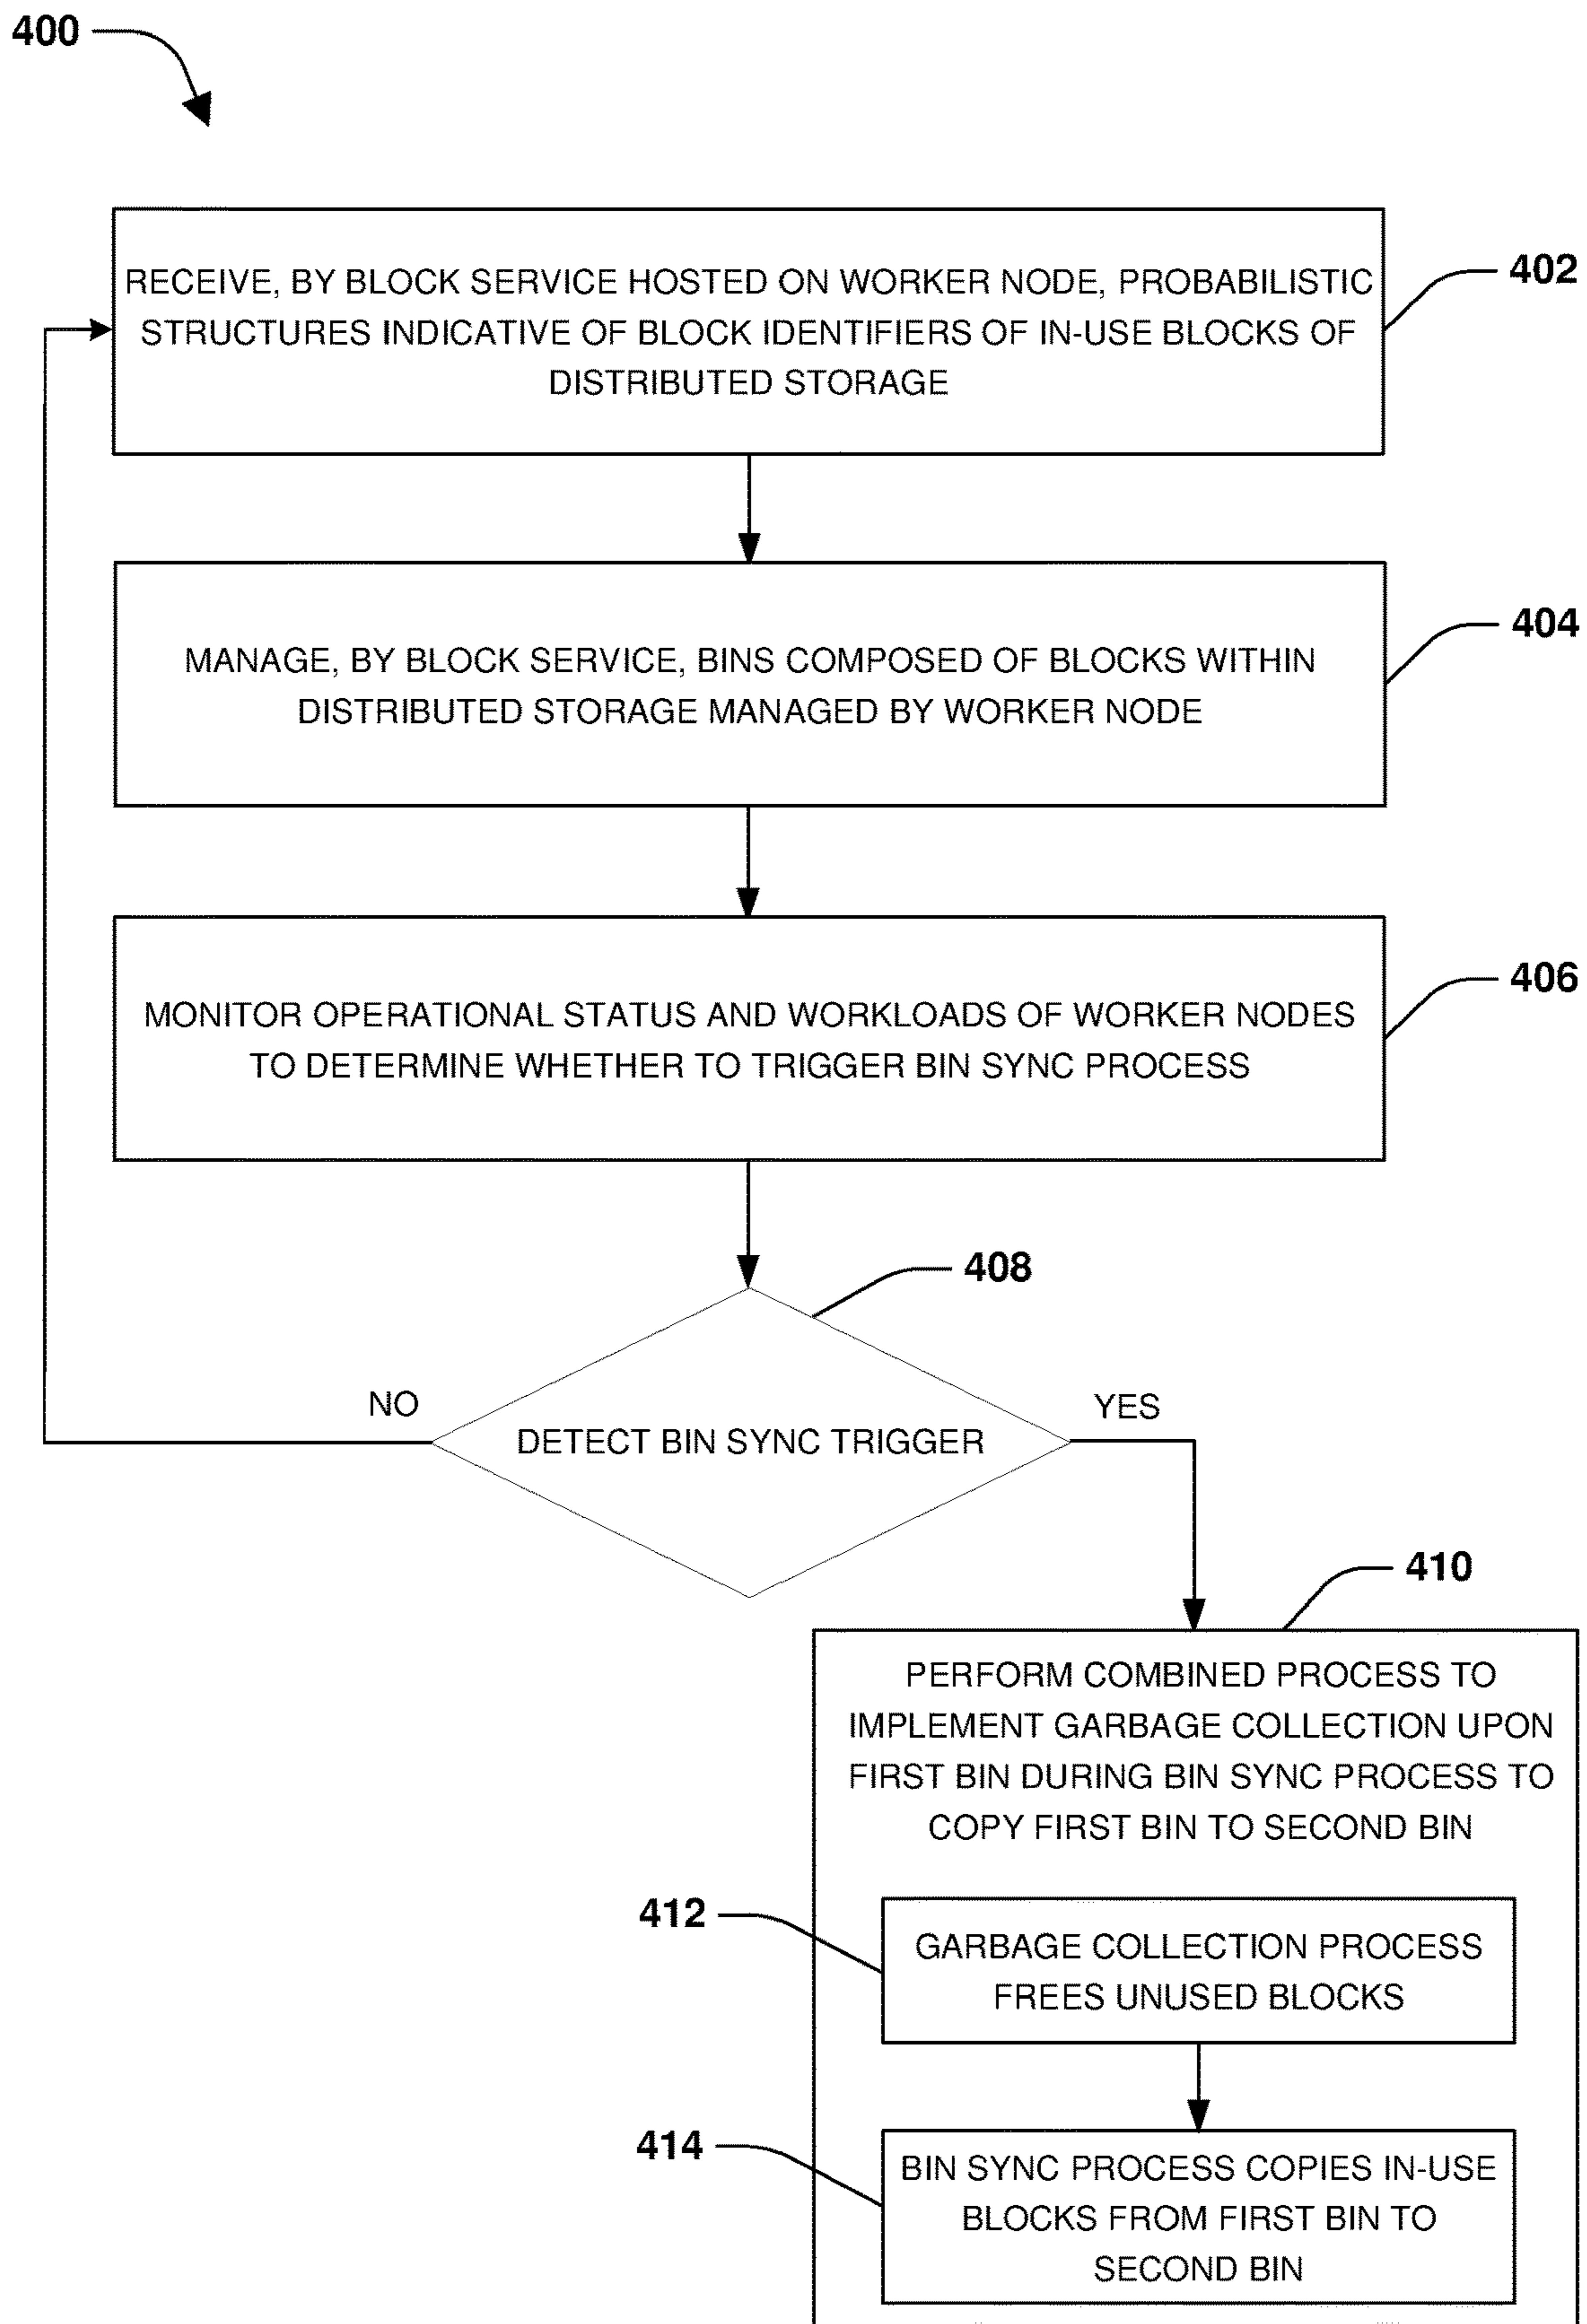 400
RECEIVE, BY BLOCK SERVICE HOSTED ON WORKER NODE, PROBABILISTIC
STRUCTURES INDICATIVE OF BLOCK IDENTIFIERS OF IN-USE BLOCKS OF
DISTRIBUTED STORAGE
402
MANAGE, BY BLOCK SERVICE, BINS COMPOSED OF BLOCKS WITHIN
DISTRIBUTED STORAGE MANAGED BY WORKER NODE
404
MONITOR OPERATIONAL STATUS AND WORKLOADS OF WORKER NODES
TO DETERMINE WHETHER TO TRIGGER BIN SYNC PROCESS
406
408
NO
DETECT BIN SYNC TRIGGER
YES
410
PERFORM COMBINED PROCESS TO
IMPLEMENT GARBAGE COLLECTION UPON
FIRST BIN DURING BIN SYNC PROCESS TO
COPY FIRST BIN TO SECOND BIN
412
GARBAGE COLLECTION PROCESS
FREES UNUSED BLOCKS
414
BIN SYNC PROCESS COPIES IN-USE
BLOCKS FROM FIRST BIN TO
SECOND BIN